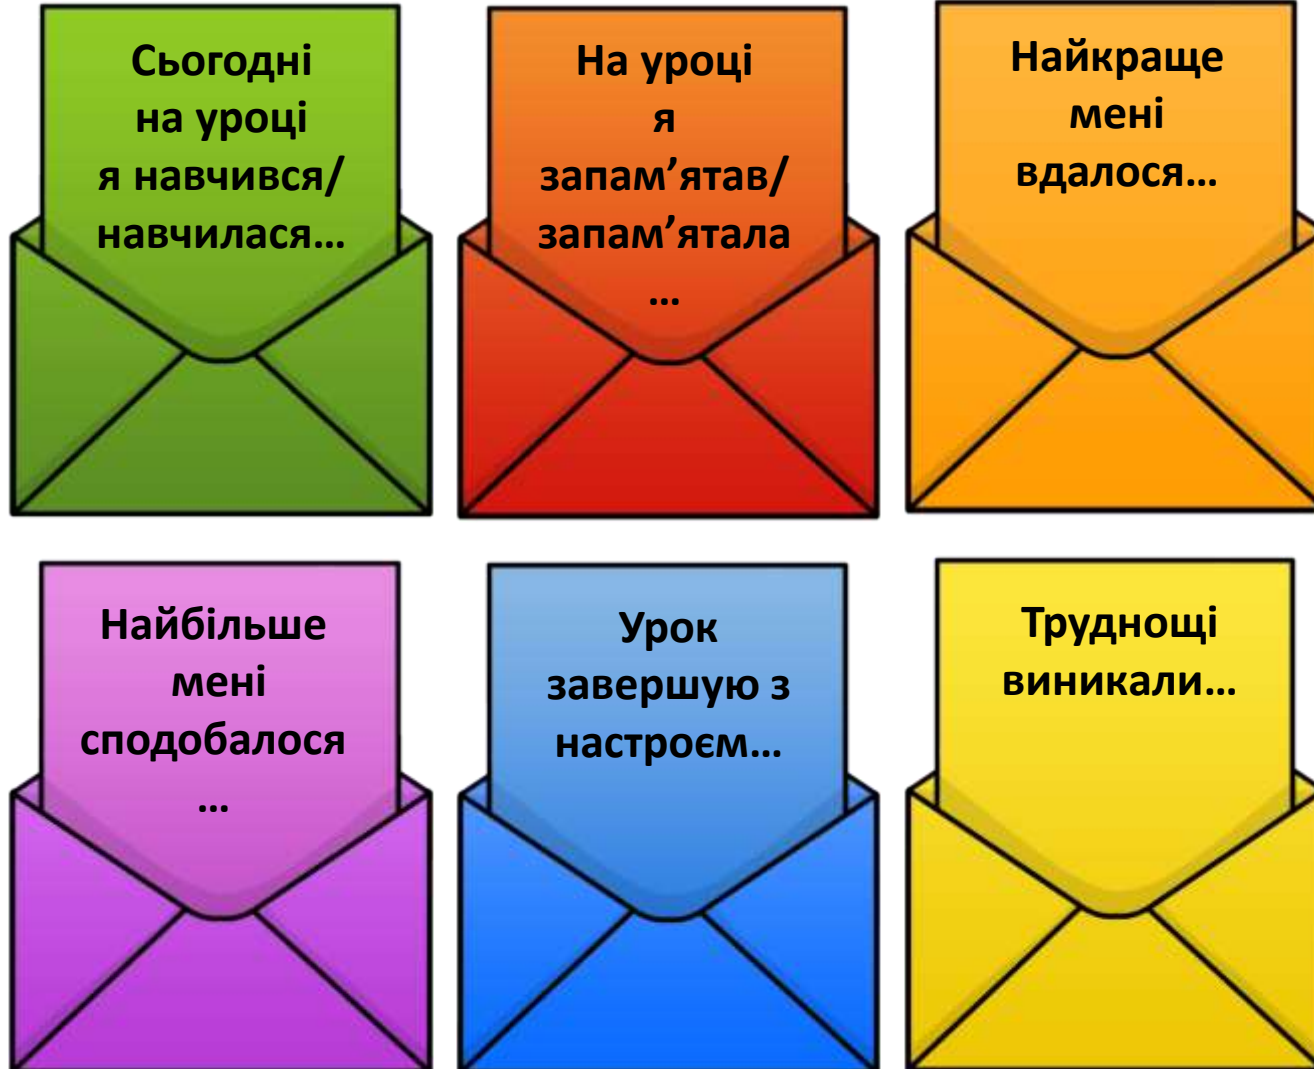 Сьогодні
на уроці
я навчився/
навчилася…
На уроці
я
запам’ятав/
запам’ятала
…
Найкраще
мені
вдалося…
Найбільше
мені
сподобалося
…
Урок
завершую з
настроєм…
Труднощі
виникали…